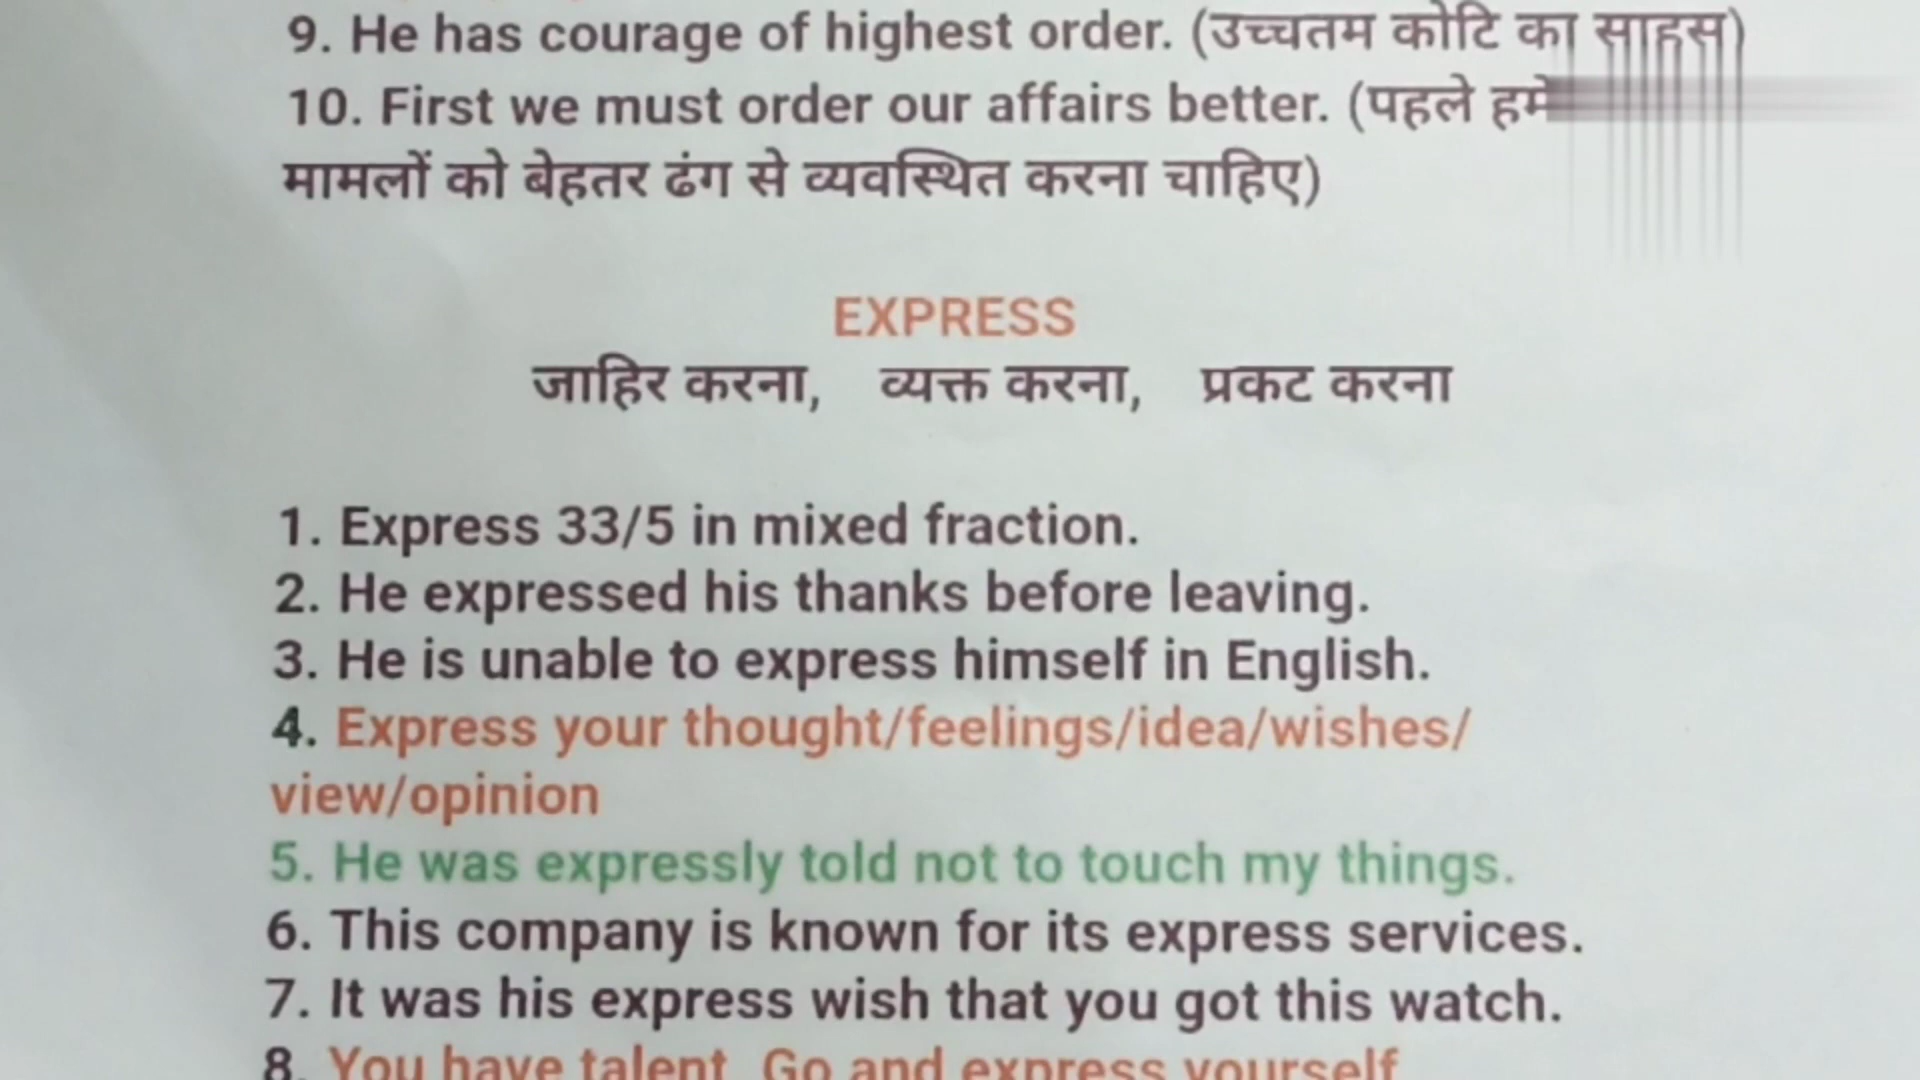 9. He has courage of highest order. (उच्चतम कोटि का साहस)
10. First we must order our affairs better. (पहले हमें
मामलों को बेहतर ढंग से व्यवस्थित करना चाहिए)
EXPRESS
जाहिर करना, व्यक्त करना, प्रकट करना
1. Express 33/5 in mixed fraction.
2. He expressed his thanks before leaving.
3. He is unable to express himself in English.
4. Express your thought/feelings/idea/wishes/
view/opinion
5. He was expressly told not to touch my things.
6. This company is known for its express services.
7. It was his express wish that you got this watch.
8. You have talent. Go and express yourself